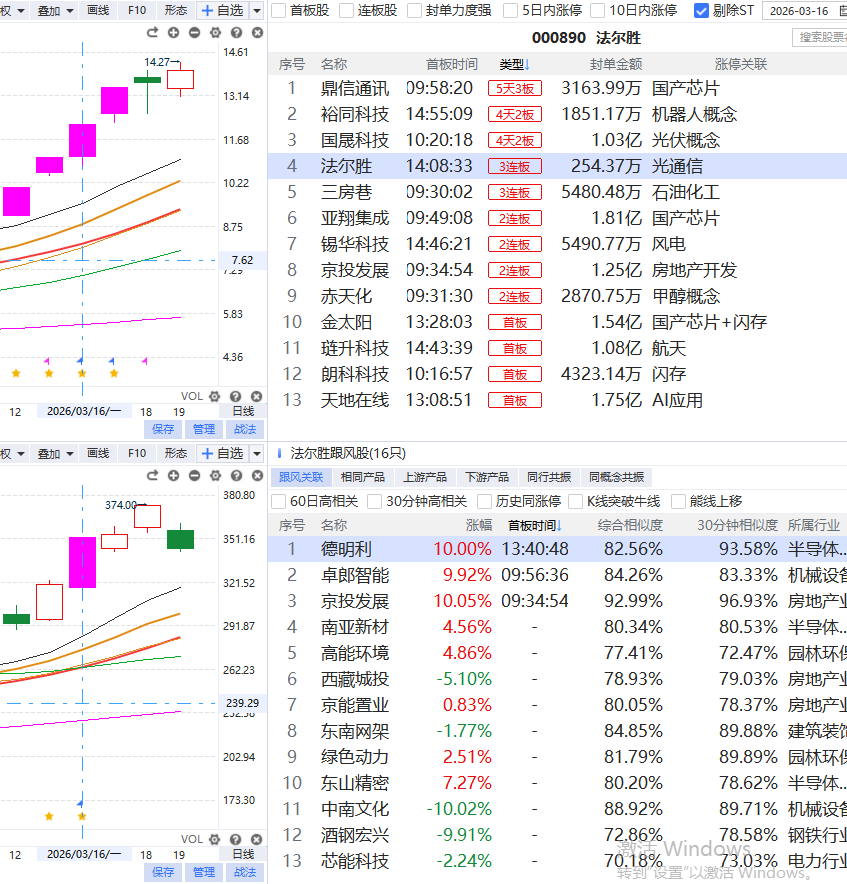 权 叠加 画线 F10 形态 自选
14.27
14.61
13.14
11.68
10.22
8.75
7.62
7.29
5.83
4.36
VOL
12 2026/03/16/一 18 19 日线
保存 管理 战法
首板股 连板股 封单力度强 5日内涨停 10日内涨停 剔除ST 2026-03-16
000890 法尔胜 搜索股票名
序号 名称 首板时间 类型↓ 封单金额 涨停关联
1 鼎信通讯 09:58:20 5天3板 3163.99万 国产芯片
2 裕同科技 14:55:09 4天2板 1851.17万 机器人概念
3 国晟科技 10:20:18 4天2板 1.03亿 光伏概念
4 法尔胜 14:08:33 3连板 254.37万 光通信
5 三房巷 09:30:02 3连板 5480.48万 石油化工
6 亚翔集成 09:49:08 2连板 1.81亿 国产芯片
7 锡华科技 14:46:21 2连板 5490.77万 风电
8 京投发展 09:34:54 2连板 1.25亿 房地产开发
9 赤天化 09:31:30 2连板 2870.75万 甲醇概念
10 金太阳 13:28:03 首板 1.54亿 国产芯片+闪存
11 琏升科技 14:43:39 首板 1.08亿 航天
12 朗科科技 10:16:57 首板 4323.14万 闪存
13 天地在线 13:08:51 首板 1.75亿 AI应用
权 叠加 画线 F10 形态 自选
374.00
380.80
351.16
321.52
291.87
262.23
239.29
232.58
202.94
173.30
VOL
12 2026/03/16/一 18 19 日线
保存 管理 战法
法尔胜跟风股(16只)
跟风关联 相同产品 上游产品 下游产品 同行共振 同概念共振
60日高相关 30分钟高相关 历史同涨停 K线突破牛线 能线上移
序号 名称 涨幅 首板时间↓ 综合相似度 30分钟相似度 所属行业
1 德明利 10.00% 13:40:48 82.56% 93.58% 半导体...
2 卓郎智能 9.92% 09:56:36 84.26% 83.33% 机械设备
3 京投发展 10.05% 09:34:54 92.99% 96.93% 房地产业
4 南亚新材 4.56% - 80.34% 80.53% 半导体...
5 高能环境 4.86% - 77.41% 72.47% 园林环保
6 西藏城投 -5.10% - 78.93% 79.03% 房地产业
7 京能置业 0.83% - 80.05% 78.37% 房地产业
8 东南网架 -1.77% - 84.85% 89.88% 建筑装饰
9 绿色动力 2.51% - 81.79% 89.89% 园林环保
10 东山精密 7.27% - 80.20% 78.62% 半导体...
11 中南文化 -10.02% - 88.92% 89.71% 机械设备
12 酒钢宏兴 -9.91% - 72.86% 78.58% 钢铁行业
13 芯能科技 -2.24% - 70.18% 73.03% 电力行业
激活 Windows
转到"设置"以激活 Windows。